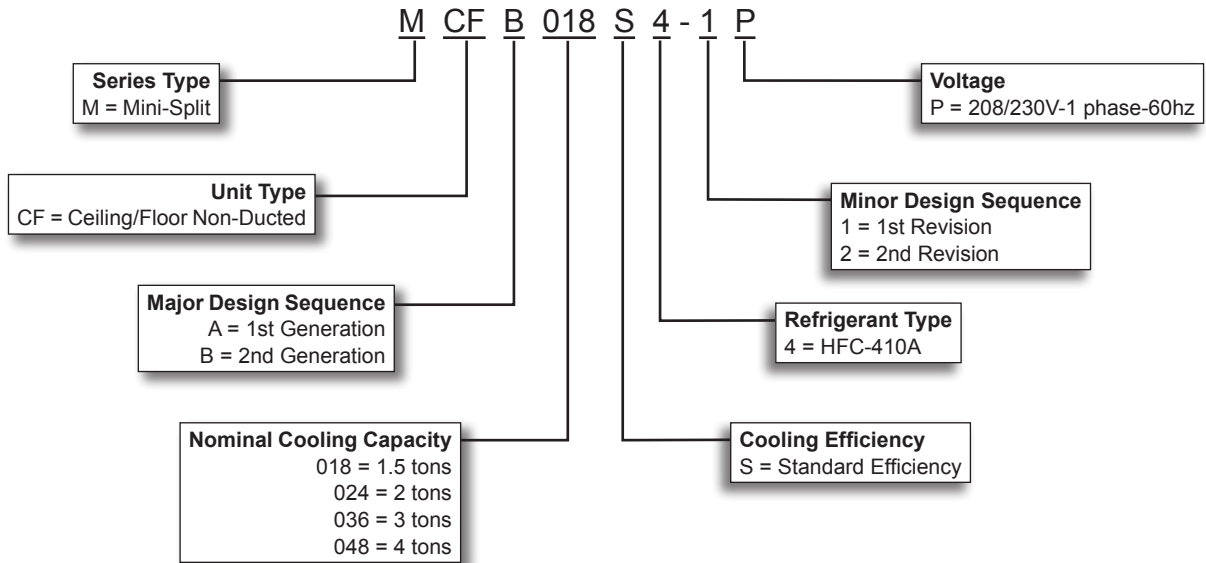 M CF B 018 S 4 - 1 P
Series Type
M = Mini-Split
Voltage
P = 208/230V-1 phase-60hz
Unit Type
CF = Ceiling/Floor Non-Ducted
Minor Design Sequence
1 = 1st Revision
2 = 2nd Revision
Major Design Sequence
A = 1st Generation
B = 2nd Generation
Refrigerant Type
4 = HFC-410A
Nominal Cooling Capacity
018 = 1.5 tons
024 = 2 tons
036 = 3 tons
048 = 4 tons
Cooling Efficiency
S = Standard Efficiency